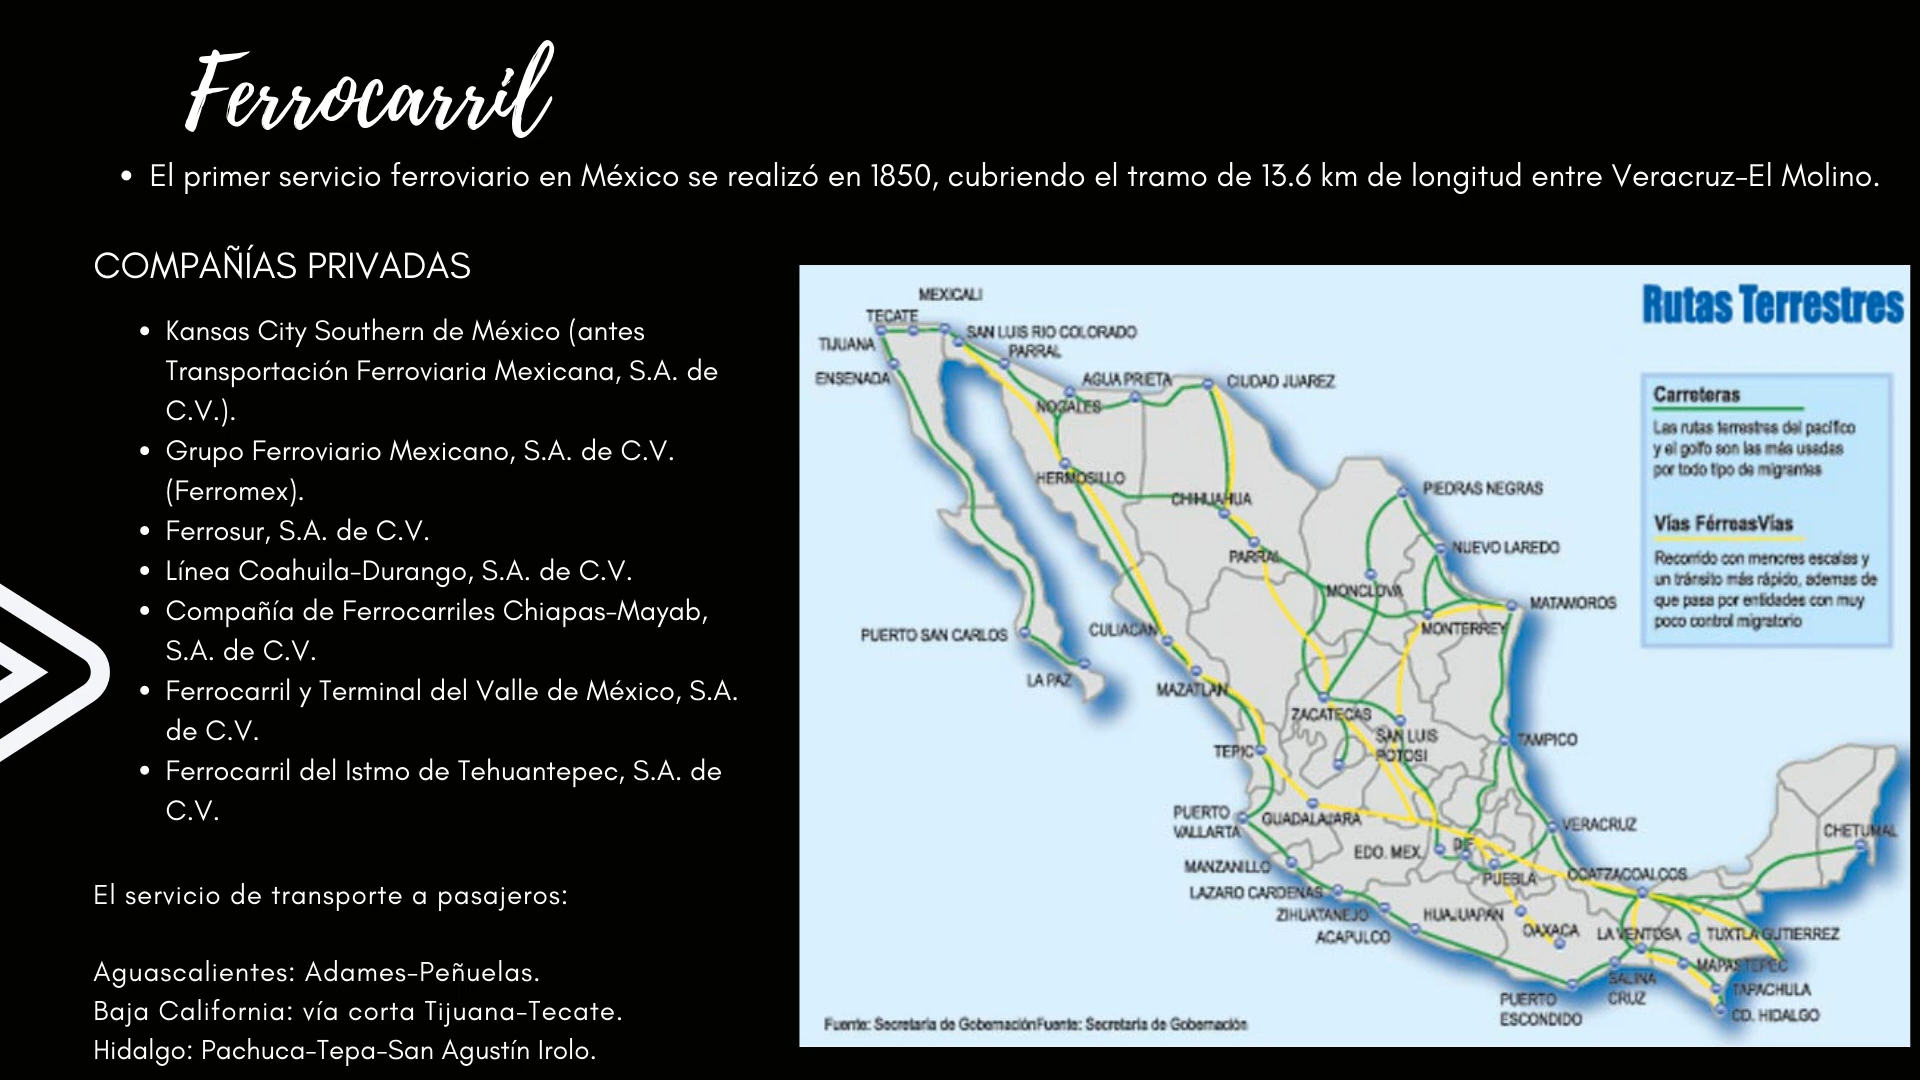 Ferrocarril
• El primer servicio ferroviario en México se realizó en 1850, cubriendo el tramo de 13.6 km de longitud entre Veracruz-El Molino.
COMPAÑÍAS PRIVADAS
• Kansas City Southern de México (antes
Transportación Ferroviaria Mexicana, S.A. de
C.V.).
• Grupo Ferroviario Mexicano, S.A. de C.V.
(Ferromex).
• Ferrosur, S.A. de C.V.
• Línea Coahuila-Durango, S.A. de C.V.
• Compañía de Ferrocarriles Chiapas-Mayab,
S.A. de C.V.
• Ferrocarril y Terminal del Valle de México, S.A.
de C.V.
• Ferrocarril del Istmo de Tehuantepec, S.A. de
C.V.
El servicio de transporte a pasajeros:
Aguascalientes: Adames-Peñuelas.
Baja California: vía corta Tijuana-Tecate.
Hidalgo: Pachuca-Tepa-San Agustín Irolo.
Rutas Terrestres
Carreteras
Las rutas terrestres del pacífico
y el golfo son las más usadas
por todo tipo de migrantes
Vías FérreasVías
Recorrido con menores escalas y
un tránsito más rápido, ademas de
que pasa por entidades con muy
poco control migratorio
MEXICALI
TECATE
SAN LUIS RIO COLORADO
TIJUANA
PARRAL
ENSENADA
AGUA PRIETA
CIUDAD JUAREZ
NOGALES
HERMOSILLO
CHIHUAHUA
PIEDRAS NEGRAS
NUEVO LAREDO
PARRAL
MONCLOVA
MATAMOROS
MONTERREY
CULIACAN
PUERTO SAN CARLOS
LA PAZ
MAZATLAN
ZACATECAS
SAN LUIS
POTOSI
TAMPICO
TEPIC
PUERTO
VALLARTA
GUADALAJARA
VERACRUZ
CHETUMAL
EDO. MEX.
DF
MANZANILLO
PUEBLA
COATZACOALCOS
LAZARO CARDENAS
ZIHUATANEJO
HUAJUAPAN
ACAPULCO
OAXACA
LA VENTOSA
TUXTLA GUTIERREZ
MAPASTEPEC
SALINA
CRUZ
TAPACHULA
PUERTO
ESCONDIDO
CD. HIDALGO
Fuente: Secretaría de GobernaciónFuente: Secretaría de Gobernación